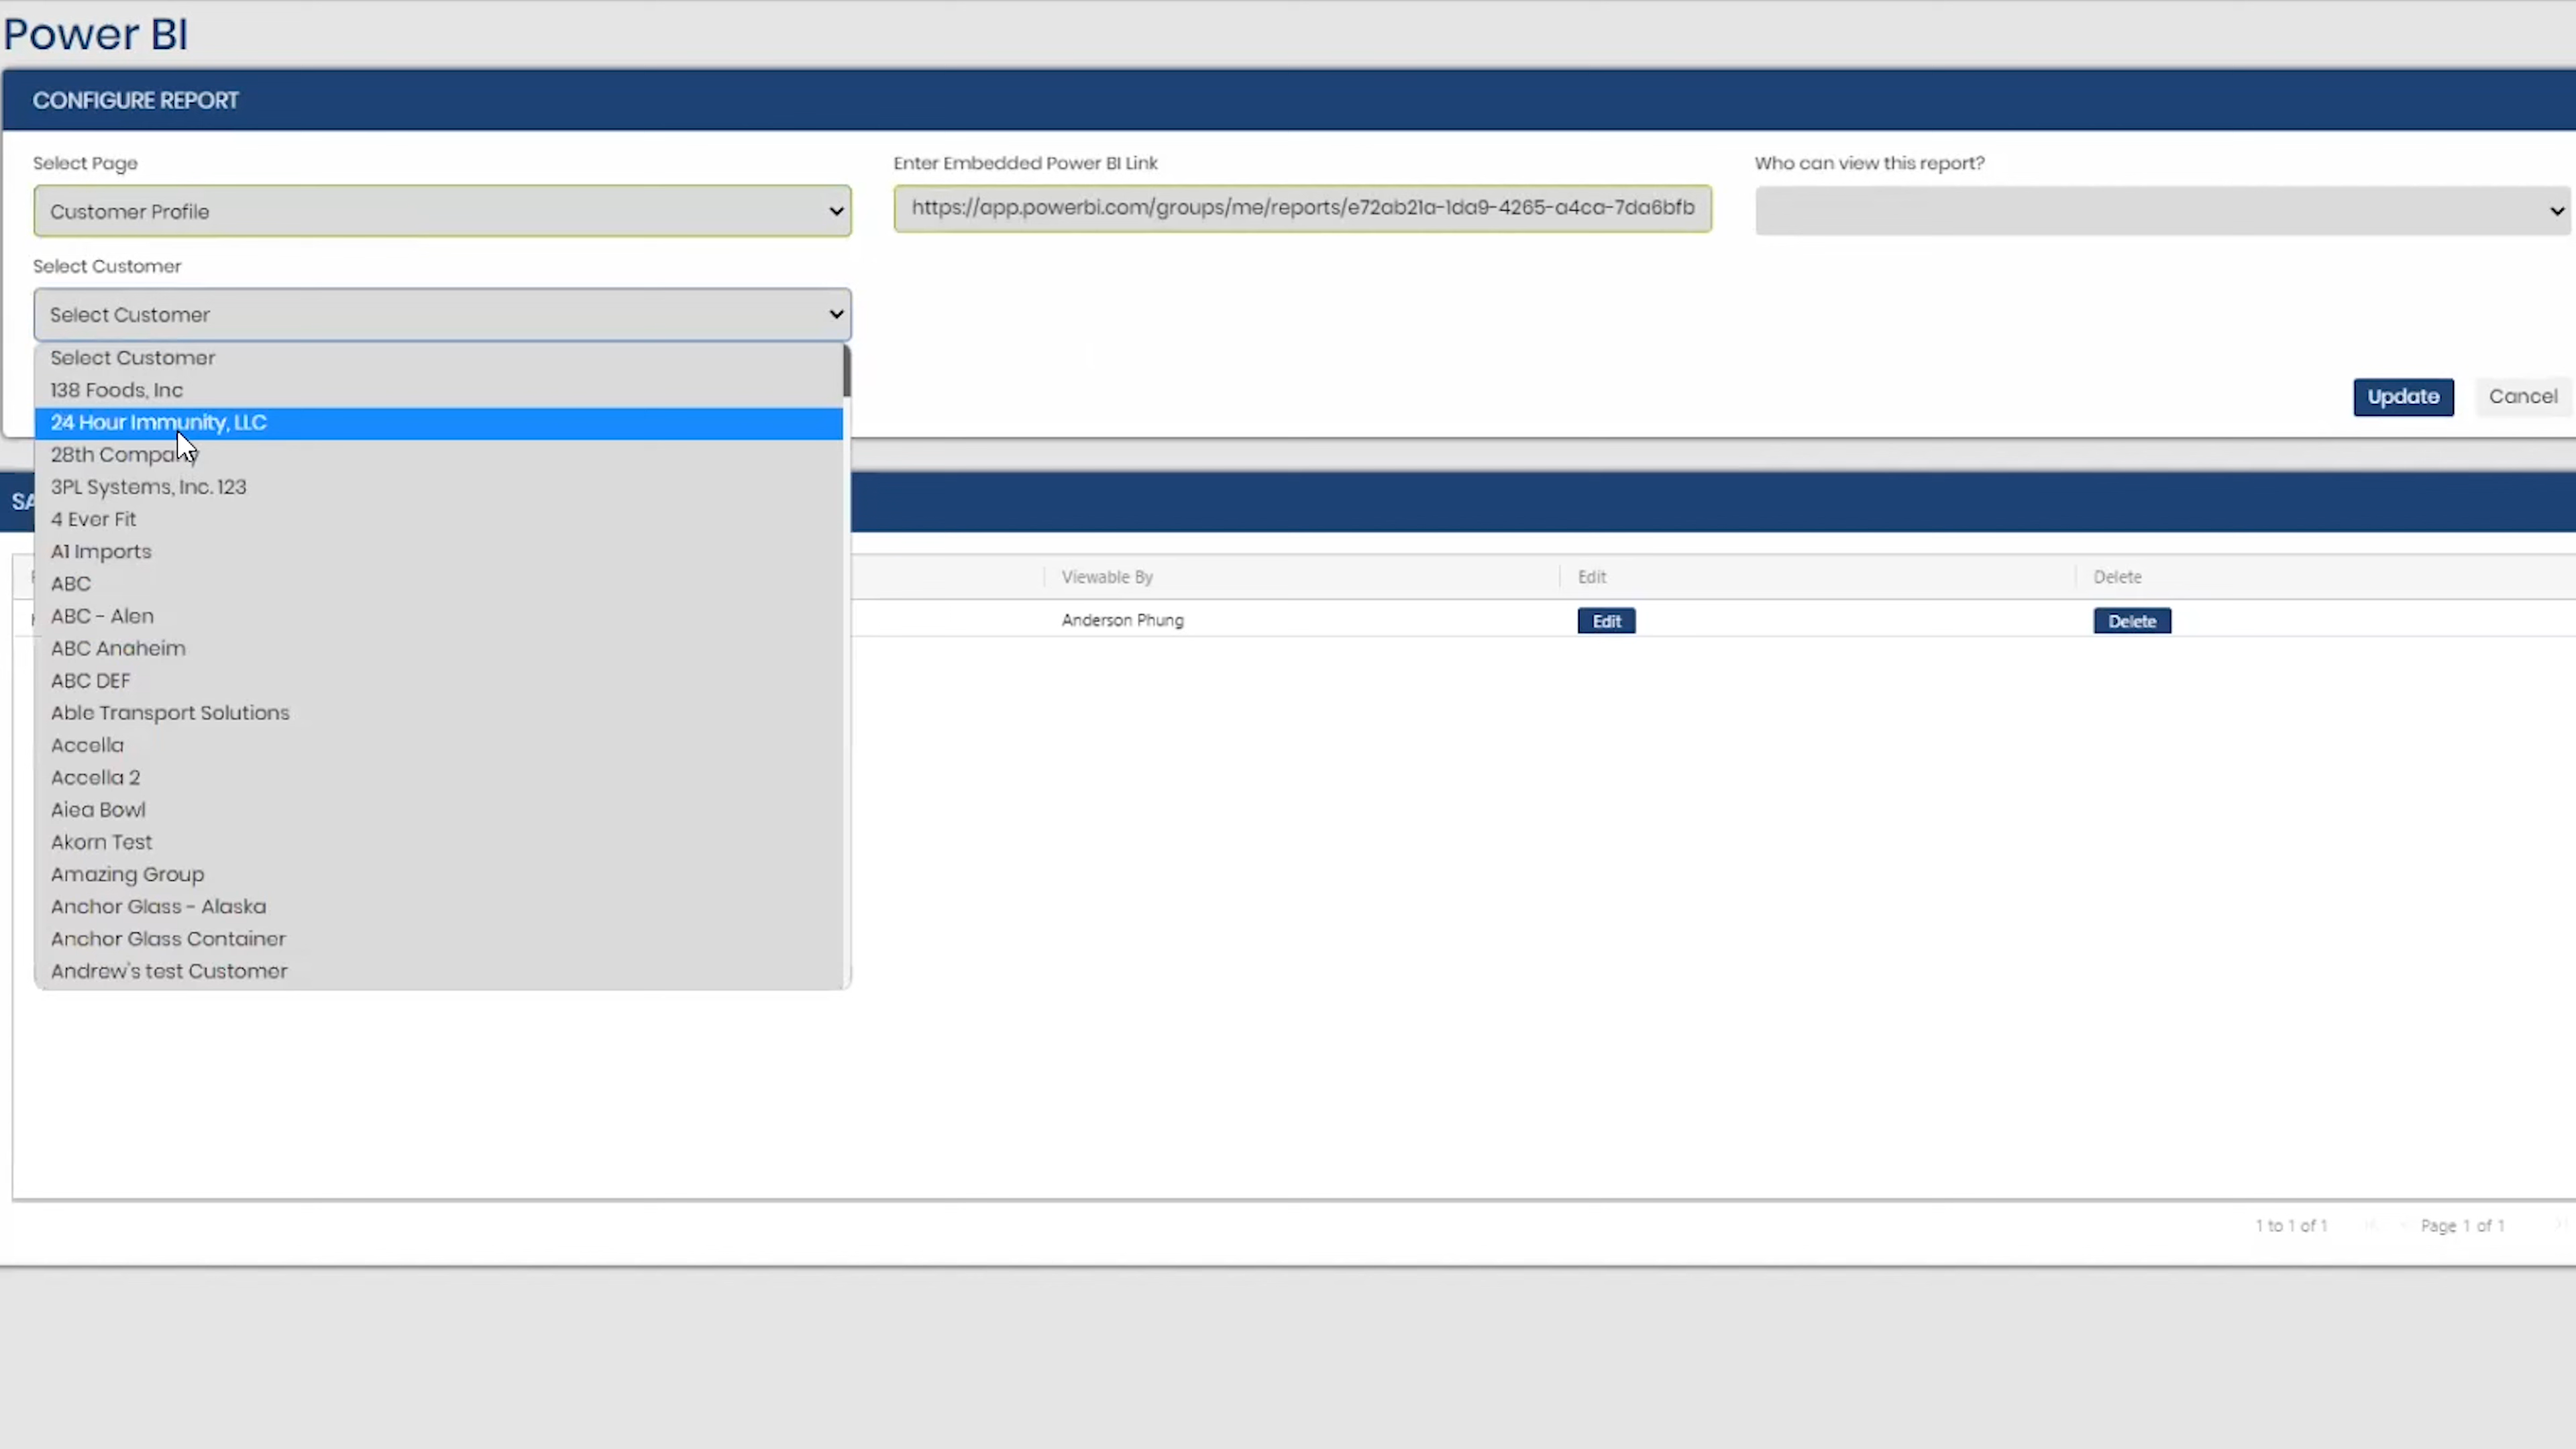 Power BI
CONFIGURE REPORT
Select Page
Enter Embedded Power BI Link
Who can view this report?
Customer Profile
https://app.powerbi.com/groups/me/reports/e72ab21a-1da9-4265-a4ca-7da6bfb
Select Customer
Select Customer
Select Customer
138 Foods, Inc
24 Hour Immunity, LLC
28th Company
3PL Systems, Inc. 123
4 Ever Fit
A1 Imports
ABC
ABC - Alen
ABC Anaheim
ABC DEF
Able Transport Solutions
Accella
Accella 2
Aiea Bowl
Akorn Test
Amazing Group
Anchor Glass - Alaska
Anchor Glass Container
Andrew's test Customer
Update
Cancel
SA
Viewable By
Edit
Delete
Anderson Phung
Edit
Delete
1 to 1 of 1
Page 1 of 1